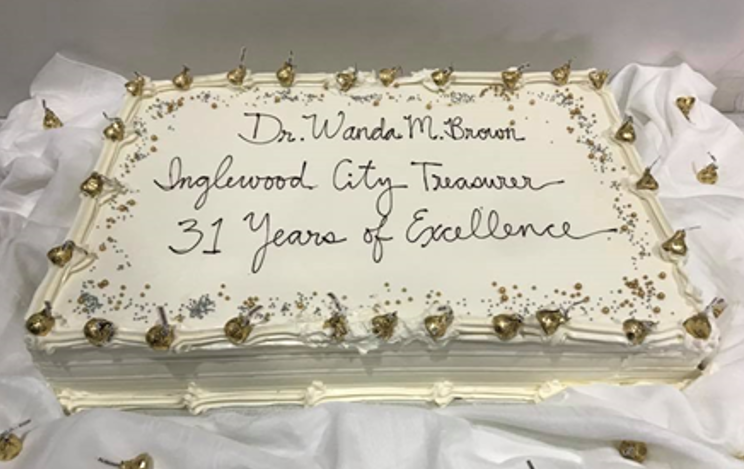 Dr. Wanda M. Brown
Inglewood City Treasurer
31 Years of Excellence